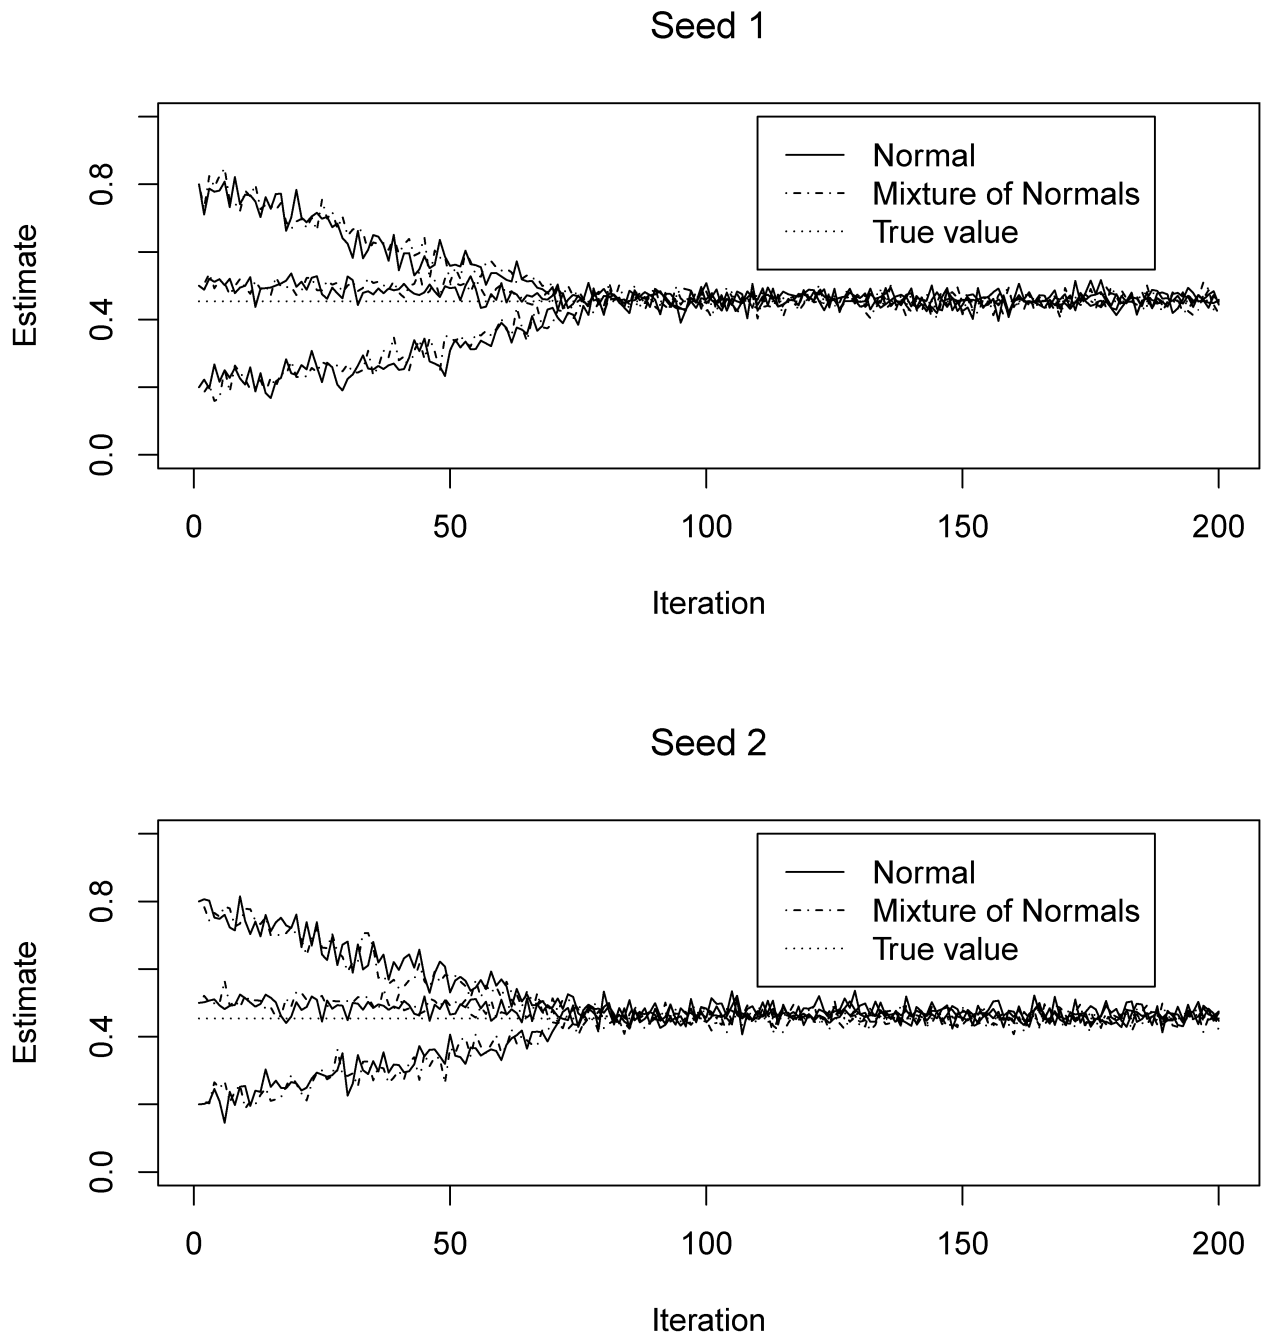 Seed 1
Normal
Mixture of Normals
True value
Estimate
0.8
0.4
0.0
0 50 100 150 200
Iteration
Seed 2
Normal
Mixture of Normals
True value
Estimate
0.8
0.4
0.0
0 50 100 150 200
Iteration